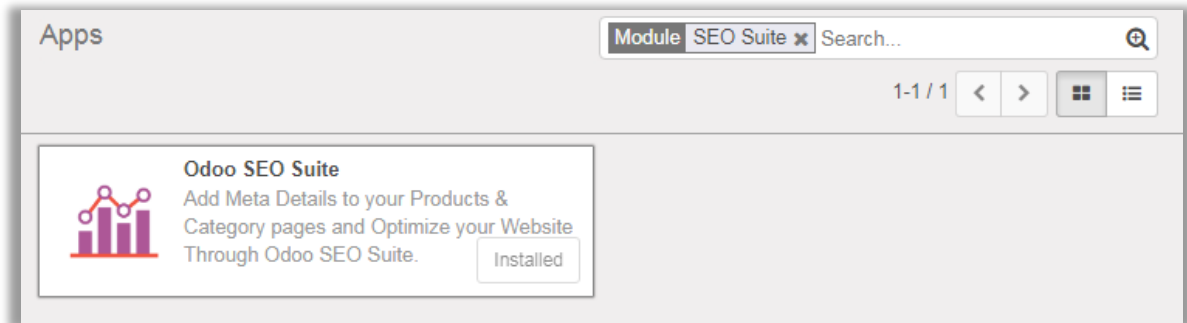 Apps
Module SEO Suite × Search...
1-1 / 1
Odoo SEO Suite
Add Meta Details to your Products &
Category pages and Optimize your Website
Through Odoo SEO Suite.
Installed